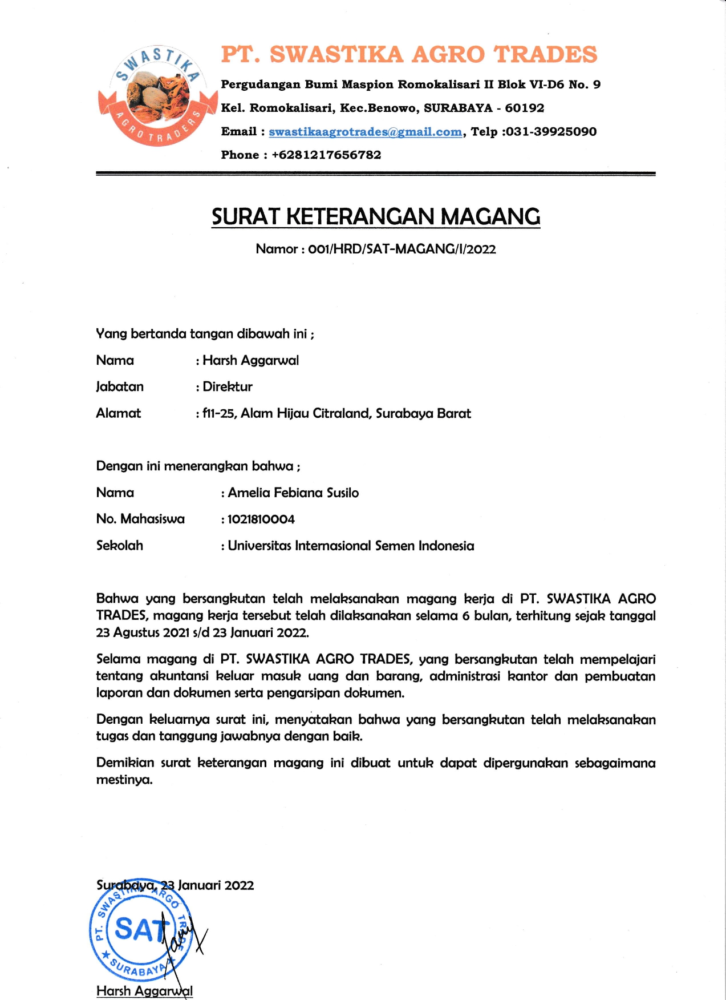 SWASTIKA
AGRO TRADERS
PT. SWASTIKA AGRO TRADES
Pergudangan Bumi Maspion Romokalisari II Blok VI-D6 No. 9
Kel. Romokalisari, Kec.Benowo, SURABAYA - 60192
Email : swastikaagrotrades@gmail.com, Telp :031-39925090
Phone : +6281217656782
SURAT KETERANGAN MAGANG
Namor : 001/HRD/SAT-MAGANG/I/2022
Yang bertanda tangan dibawah ini ;
Nama : Harsh Aggarwal
Jabatan : Direktur
Alamat : f11-25, Alam Hijau Citraland, Surabaya Barat
Dengan ini menerangkan bahwa ;
Nama : Amelia Febiana Susilo
No. Mahasiswa : 1021810004
Sekolah : Universitas Internasional Semen Indonesia
Bahwa yang bersangkutan telah melaksanakan magang kerja di PT. SWASTIKA AGRO
TRADES, magang kerja tersebut telah dilaksanakan selama 6 bulan, terhitung sejak tanggal
23 Agustus 2021 s/d 23 Januari 2022.
Selama magang di PT. SWASTIKA AGRO TRADES, yang bersangkutan telah mempelajari
tentang akuntansi keluar masuk uang dan barang, administrasi kantor dan pembuatan
laporan dan dokumen serta pengarsipan dokumen.
Dengan keluarnya surat ini, menyatakan bahwa yang bersangkutan telah melaksanakan
tugas dan tanggung jawabnya dengan baik.
Demikian surat keterangan magang ini dibuat untuk dapat dipergunakan sebagaimana
mestinya.
Surabaya, 23 Januari 2022
PT. SWASTIKA ARGO TRADE
SAT
SURABAYA
Harsh Aggarwal